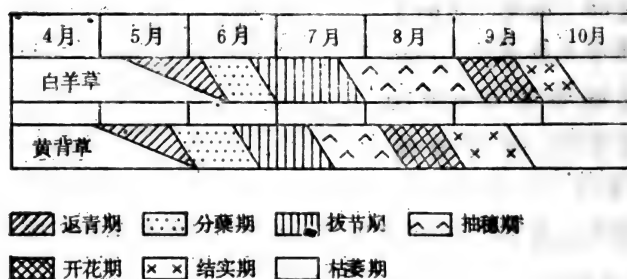 4月 5月 6月 7月 8月 9月 10月
白羊草
黄背草
返青期 分蘖期 拔节期 抽穗期
开花期 结实期 枯萎期